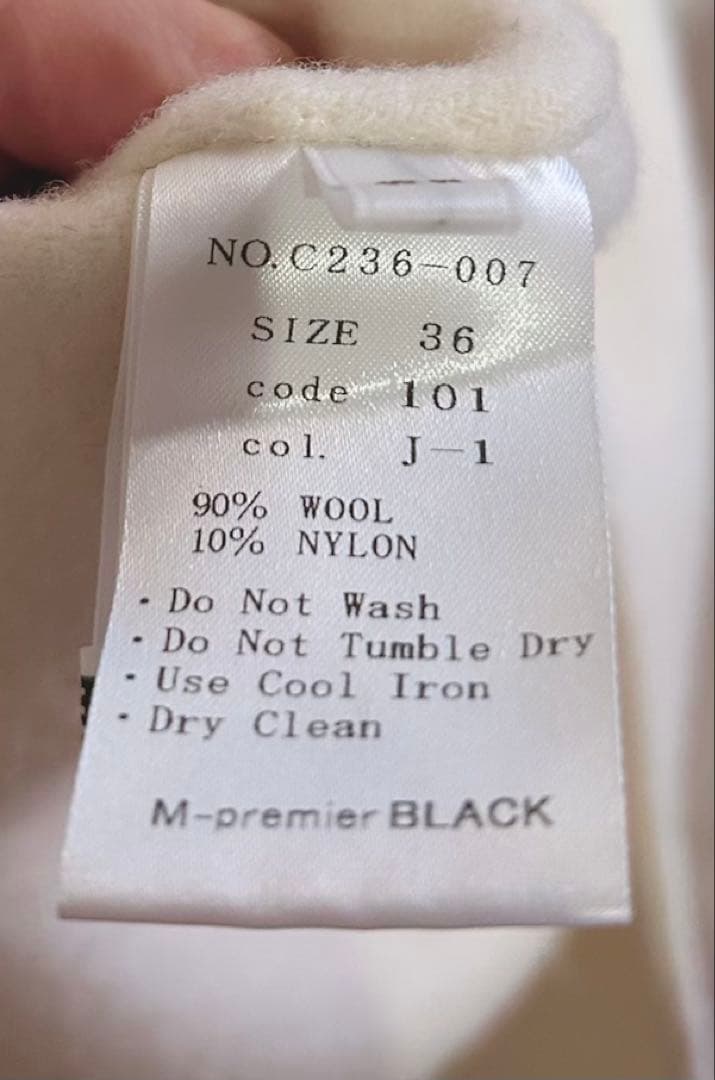 NO.C236-007
SIZE 36
code 101
col. J-1
90% WOOL
10% NYLON
・Do Not Wash
・Do Not Tumble Dry
・Use Cool Iron
・Dry Clean
M-premier BLACK